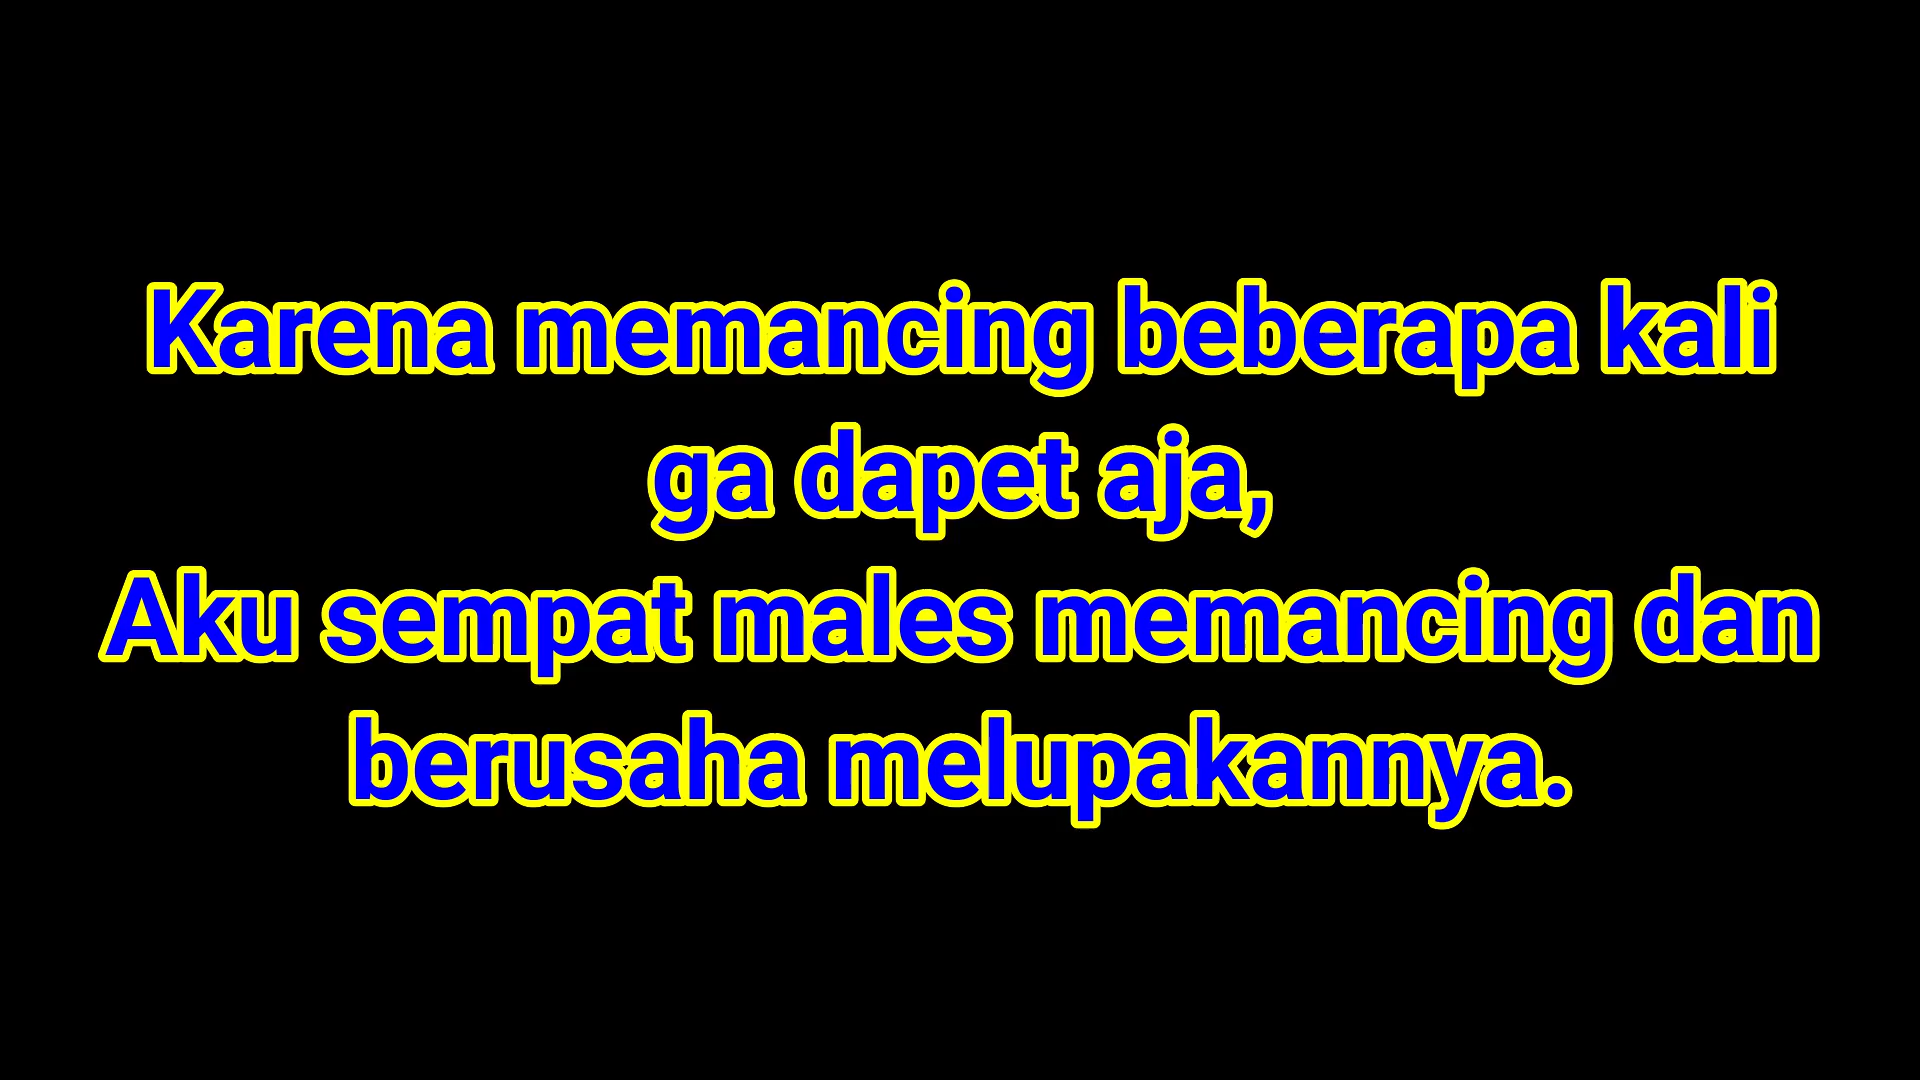 Karena memancing beberapa kali
ga dapet aja,
Aku sempat males memancing dan
berusaha melupakannya.